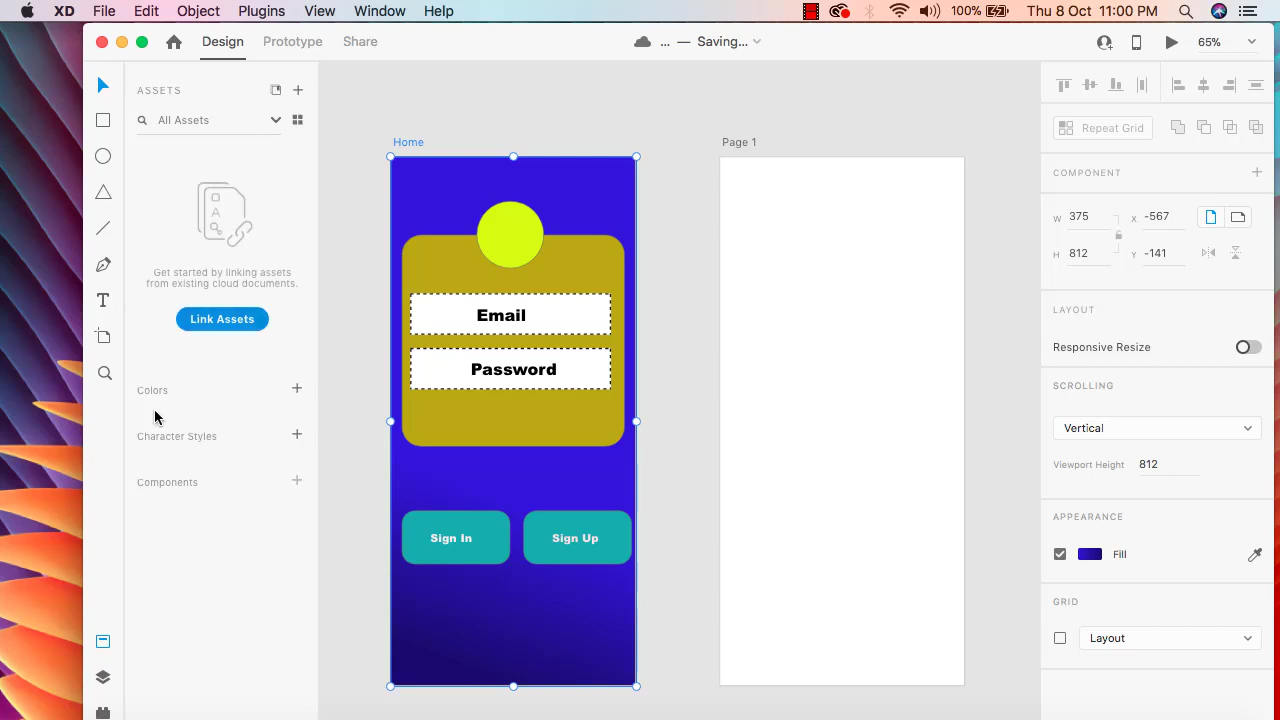 XD File Edit Object Plugins View Window Help 100% Thu 8 Oct 11:00 PM
Design Prototype Share ... — Saving... 65%
ASSETS
All Assets
Get started by linking assets
from existing cloud documents.
Link Assets
Colors
Character Styles
Components
Home
Email
Password
Sign In Sign Up
Page 1
Repeat Grid
COMPONENT
W 375 X -567
H 812 Y -141
LAYOUT
Responsive Resize
SCROLLING
Vertical
Viewport Height 812
APPEARANCE
Fill
GRID
Layout